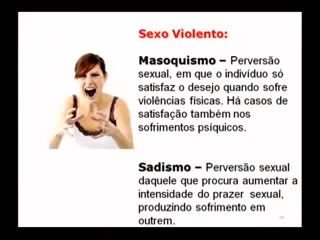 Sexo Violento:
Masoquismo – Perversão
sexual, em que o indivíduo só
satisfaz o desejo quando sofre
violências físicas. Há casos de
satisfação também nos
sofrimentos psíquicos.
Sadismo – Perversão sexual
daquele que procura aumentar a
intensidade do prazer sexual,
produzindo sofrimento em
outrem.